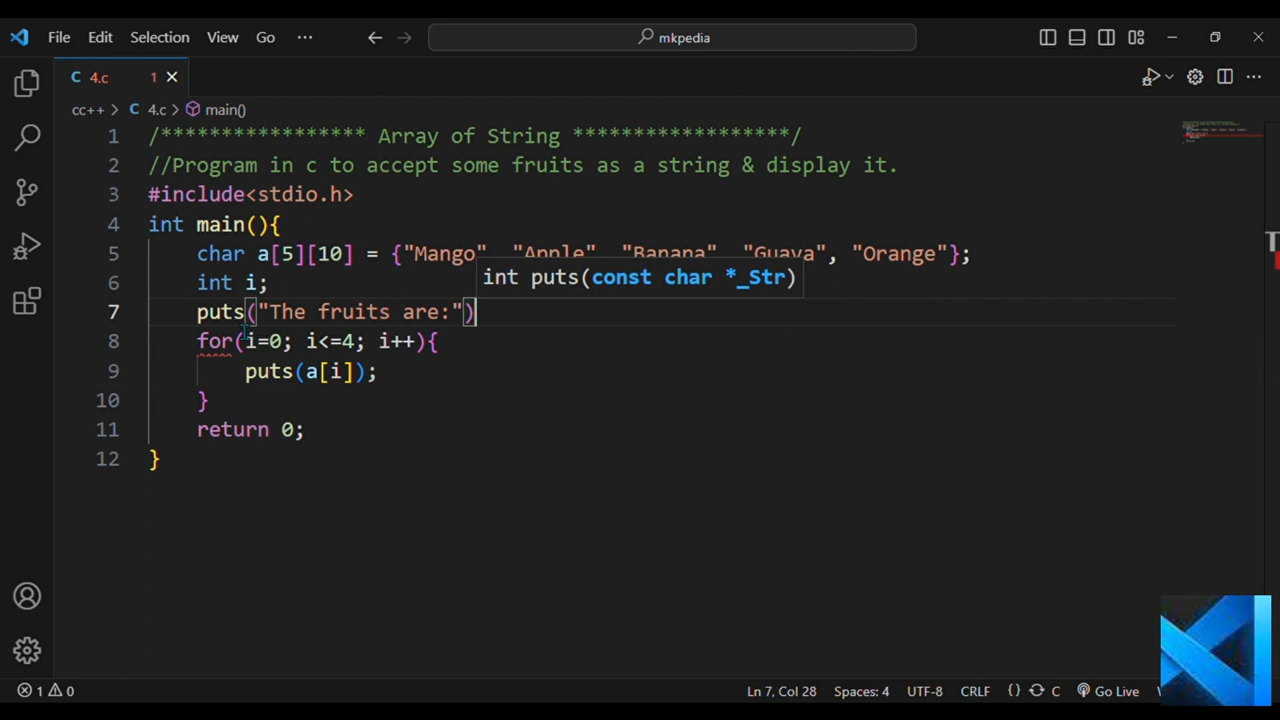 File Edit Selection View Go ··· mkpedia
C 4.c 1
cc++ > C 4.c > main()
1 /***************** Array of String ******************/
2 //Program in c to accept some fruits as a string & display it.
3 #include<stdio.h>
4 int main(){
5 char a[5][10] = {"Mango", "Apple", "Banana", "Guava", "Orange"};
int puts(const char *_Str)
6 int i;
7 puts("The fruits are:")
8 for(i=0; i<=4; i++){
9 puts(a[i]);
10 }
11 return 0;
12 }
1 0 Ln 7, Col 28 Spaces: 4 UTF-8 CRLF {} C Go Live